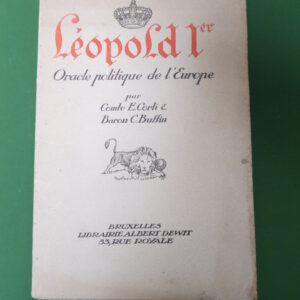 Léopold Ier
Oracle politique de l'Europe
par
Comte E. Corti &
Baron C. Buffin
BRUXELLES
LIBRAIRIE ALBERT DEWIT
53, RUE ROYALE